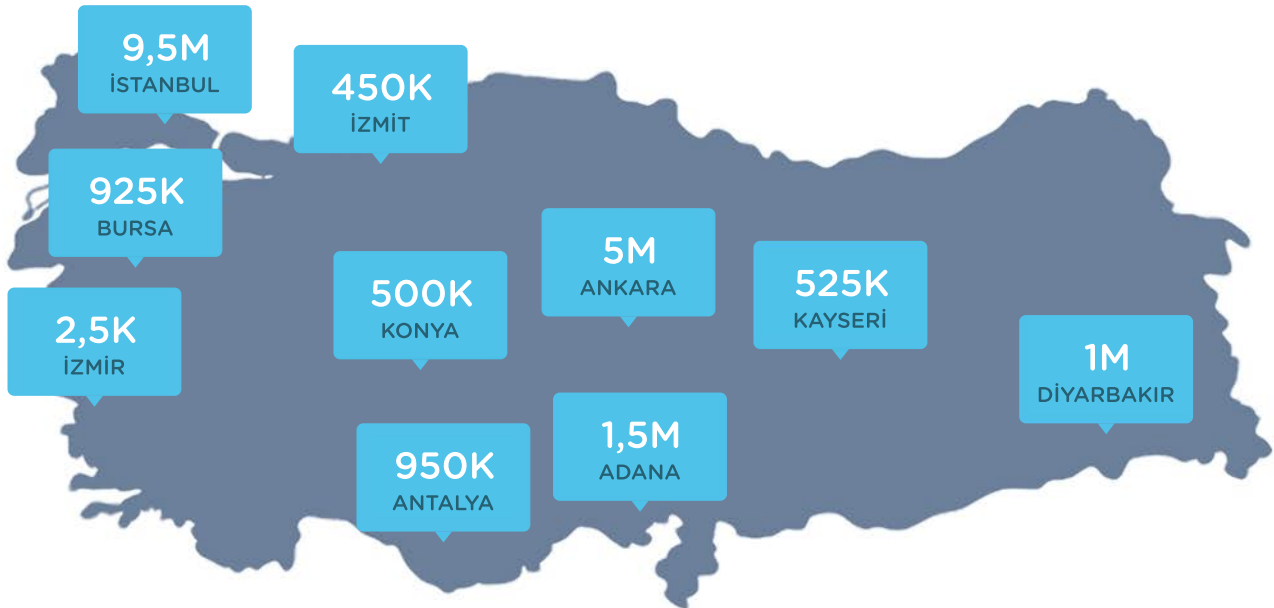 9,5M
İSTANBUL
450K
İZMİT
925K
BURSA
5M
ANKARA
525K
KAYSERİ
500K
KONYA
2,5K
İZMİR
1M
DİYARBAKIR
1,5M
ADANA
950K
ANTALYA